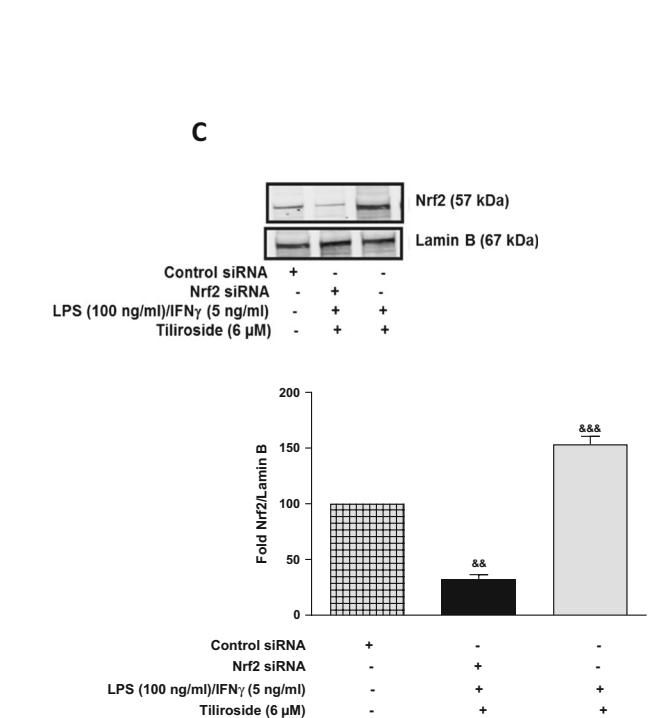 C
Nrf2 (57 kDa)
Lamin B (67 kDa)
Control siRNA + - -
Nrf2 siRNA - + -
LPS (100 ng/ml)/IFNγ (5 ng/ml) - + +
Tiliroside (6 µM) - + +
200
&&&
150
Fold Nrf2/Lamin B
100
&&
50
0
Control siRNA + - -
Nrf2 siRNA - + -
LPS (100 ng/ml)/IFNγ (5 ng/ml) - + +
Tiliroside (6 µM) - + +